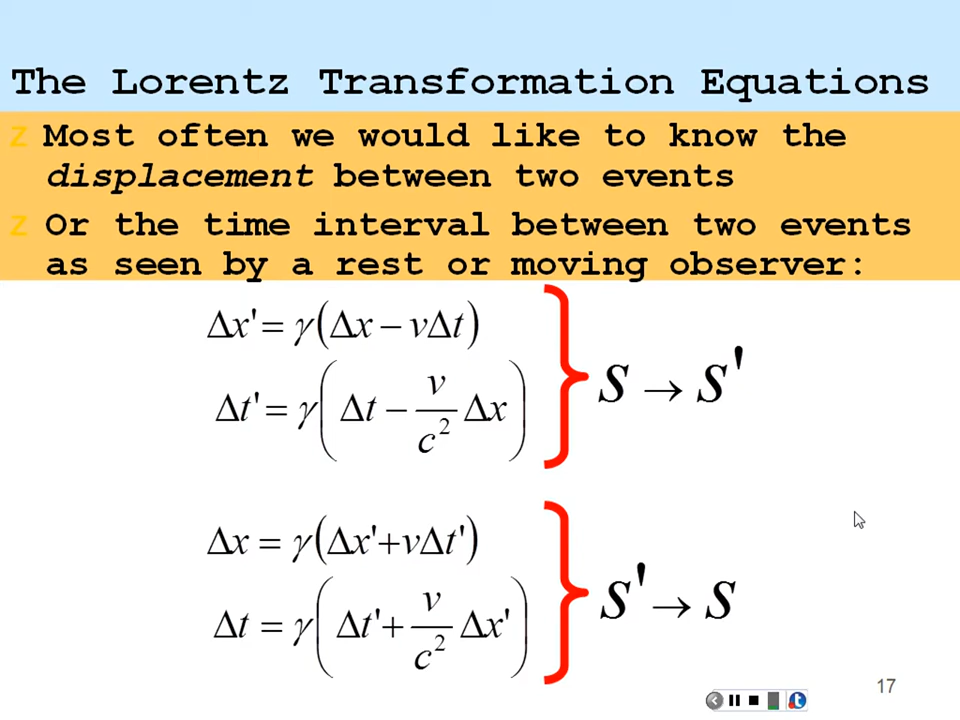 The Lorentz Transformation Equations
Z Most often we would like to know the
displacement between two events
Z Or the time interval between two events
as seen by a rest or moving observer:
Δx'= γ(Δx − vΔt)
Δt'= γ(Δt − v/c² Δx)
S → S'
Δx = γ(Δx'+vΔt')
Δt = γ(Δt'+ v/c² Δx')
S' → S
17